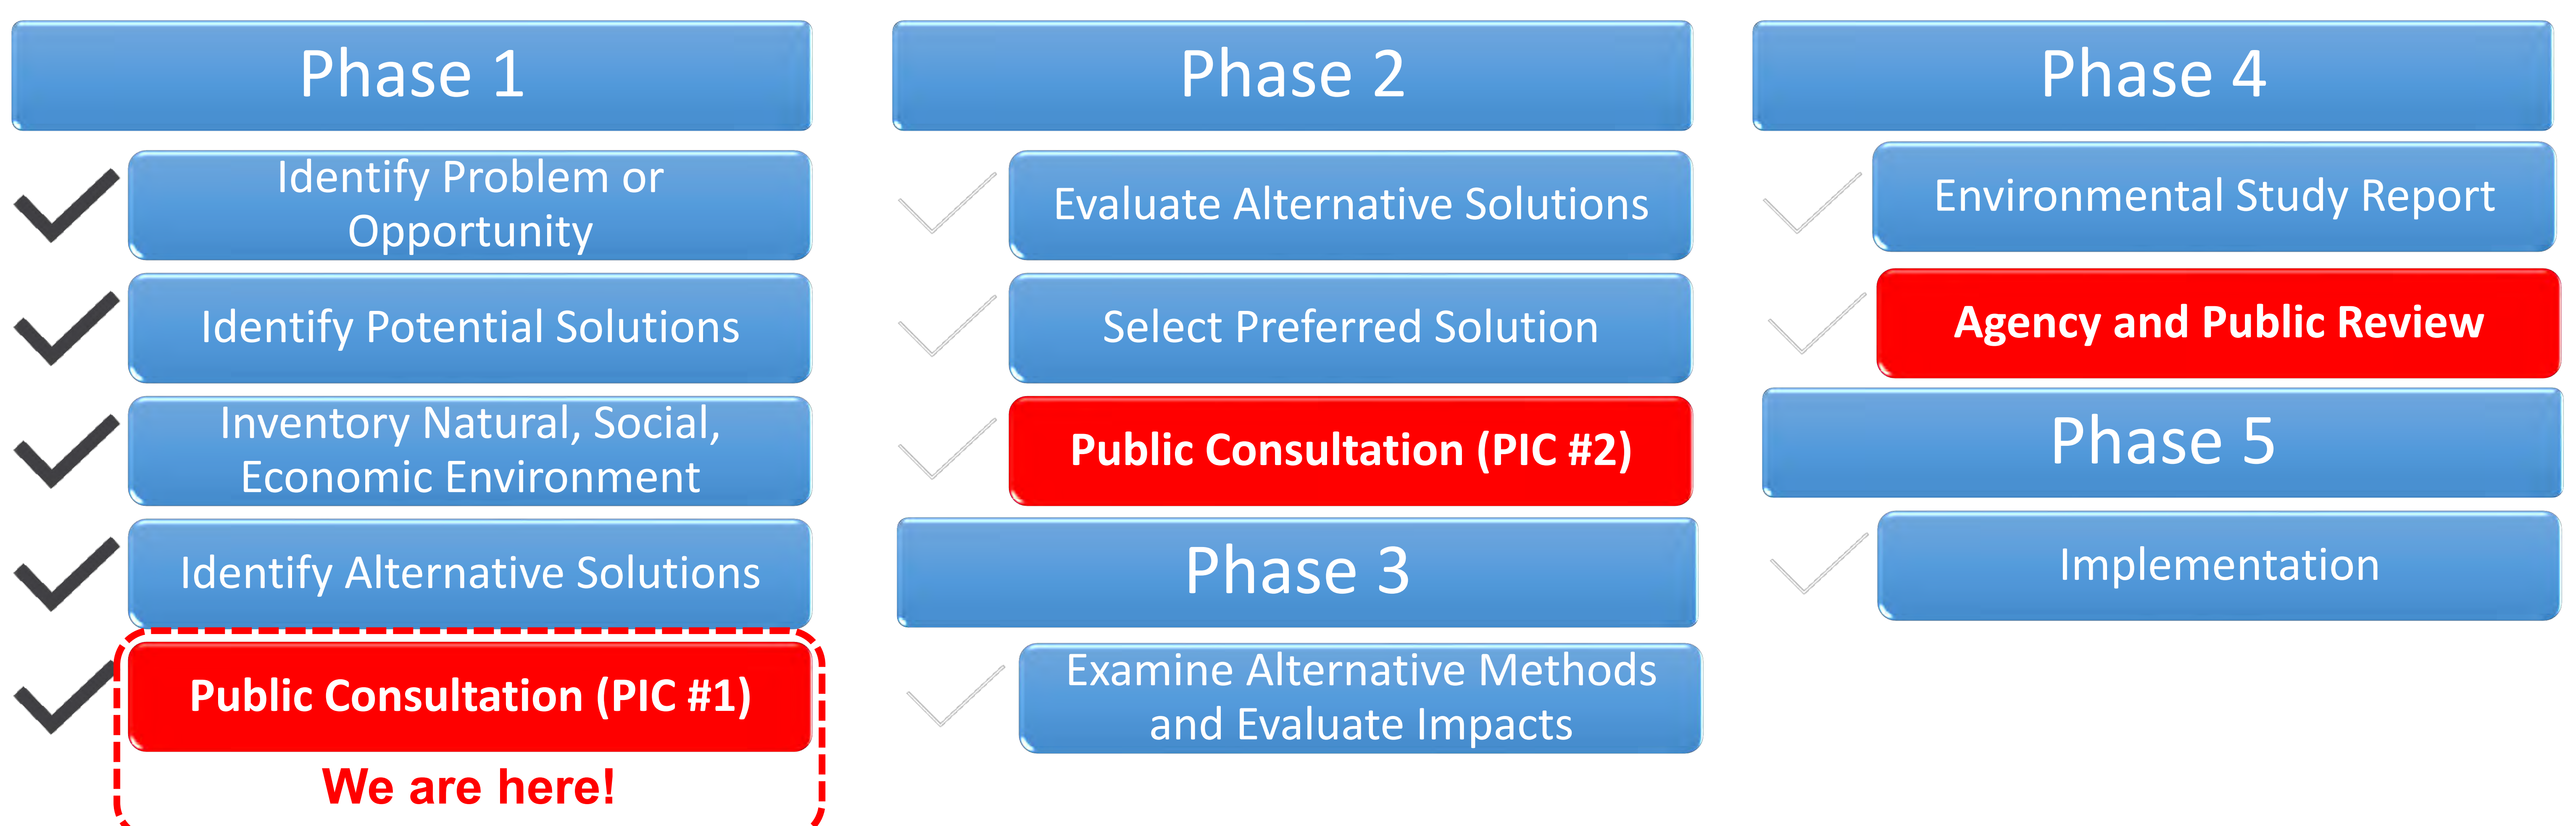 Phase 1
Identify Problem or
Opportunity
Identify Potential Solutions
Inventory Natural, Social,
Economic Environment
Identify Alternative Solutions
Public Consultation (PIC #1)
We are here!
Phase 2
Evaluate Alternative Solutions
Select Preferred Solution
Public Consultation (PIC #2)
Phase 3
Examine Alternative Methods
and Evaluate Impacts
Phase 4
Environmental Study Report
Agency and Public Review
Phase 5
Implementation